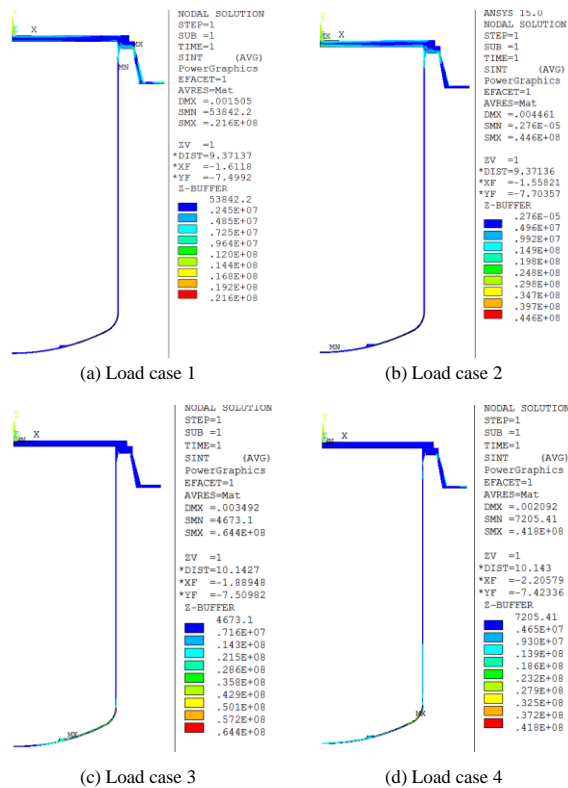 NODAL SOLUTION
STEP=1
SUB =1
TIME=1
SINT (AVG)
PowerGraphics
EFACET=1
AVRES=Mat
DMX =.001505
SMN =53842.2
SMX =.216E+08
ZV =1
*DIST=9.37137
*XF =-1.6118
*YF =-7.4992
Z-BUFFER
53842.2
.245E+07
.485E+07
.725E+07
.964E+07
.120E+08
.144E+08
.168E+08
.192E+08
.216E+08
X
MX
MN
(a) Load case 1
ANSYS 15.0
NODAL SOLUTION
STEP=1
SUB =1
TIME=1
SINT (AVG)
PowerGraphics
EFACET=1
AVRES=Mat
DMX =.004461
SMN =.276E-05
SMX =.446E+08
ZV =1
*DIST=9.37136
*XF =-1.55821
*YF =-7.70357
Z-BUFFER
.276E-05
.496E+07
.992E+07
.149E+08
.198E+08
.248E+08
.298E+08
.347E+08
.397E+08
.446E+08
X
MN
(b) Load case 2
Y
X
NODAL SOLUTION
STEP=1
SUB =1
TIME=1
SINT (AVG)
PowerGraphics
EFACET=1
AVRES=Mat
DMX =.003492
SMN =4673.1
SMX =.644E+08
ZV =1
*DIST=10.1427
*XF =-1.88948
*YF =-7.50982
Z-BUFFER
4673.1
.716E+07
.143E+08
.215E+08
.286E+08
.358E+08
.429E+08
.501E+08
.572E+08
.644E+08
MX
(c) Load case 3
Y
X
NODAL SOLUTION
STEP=1
SUB =1
TIME=1
SINT (AVG)
PowerGraphics
EFACET=1
AVRES=Mat
DMX =.002092
SMN =7205.41
SMX =.418E+08
ZV =1
*DIST=10.143
*XF =-2.20579
*YF =-7.42336
Z-BUFFER
7205.41
.465E+07
.930E+07
.139E+08
.186E+08
.232E+08
.279E+08
.325E+08
.372E+08
.418E+08
MX
(d) Load case 4